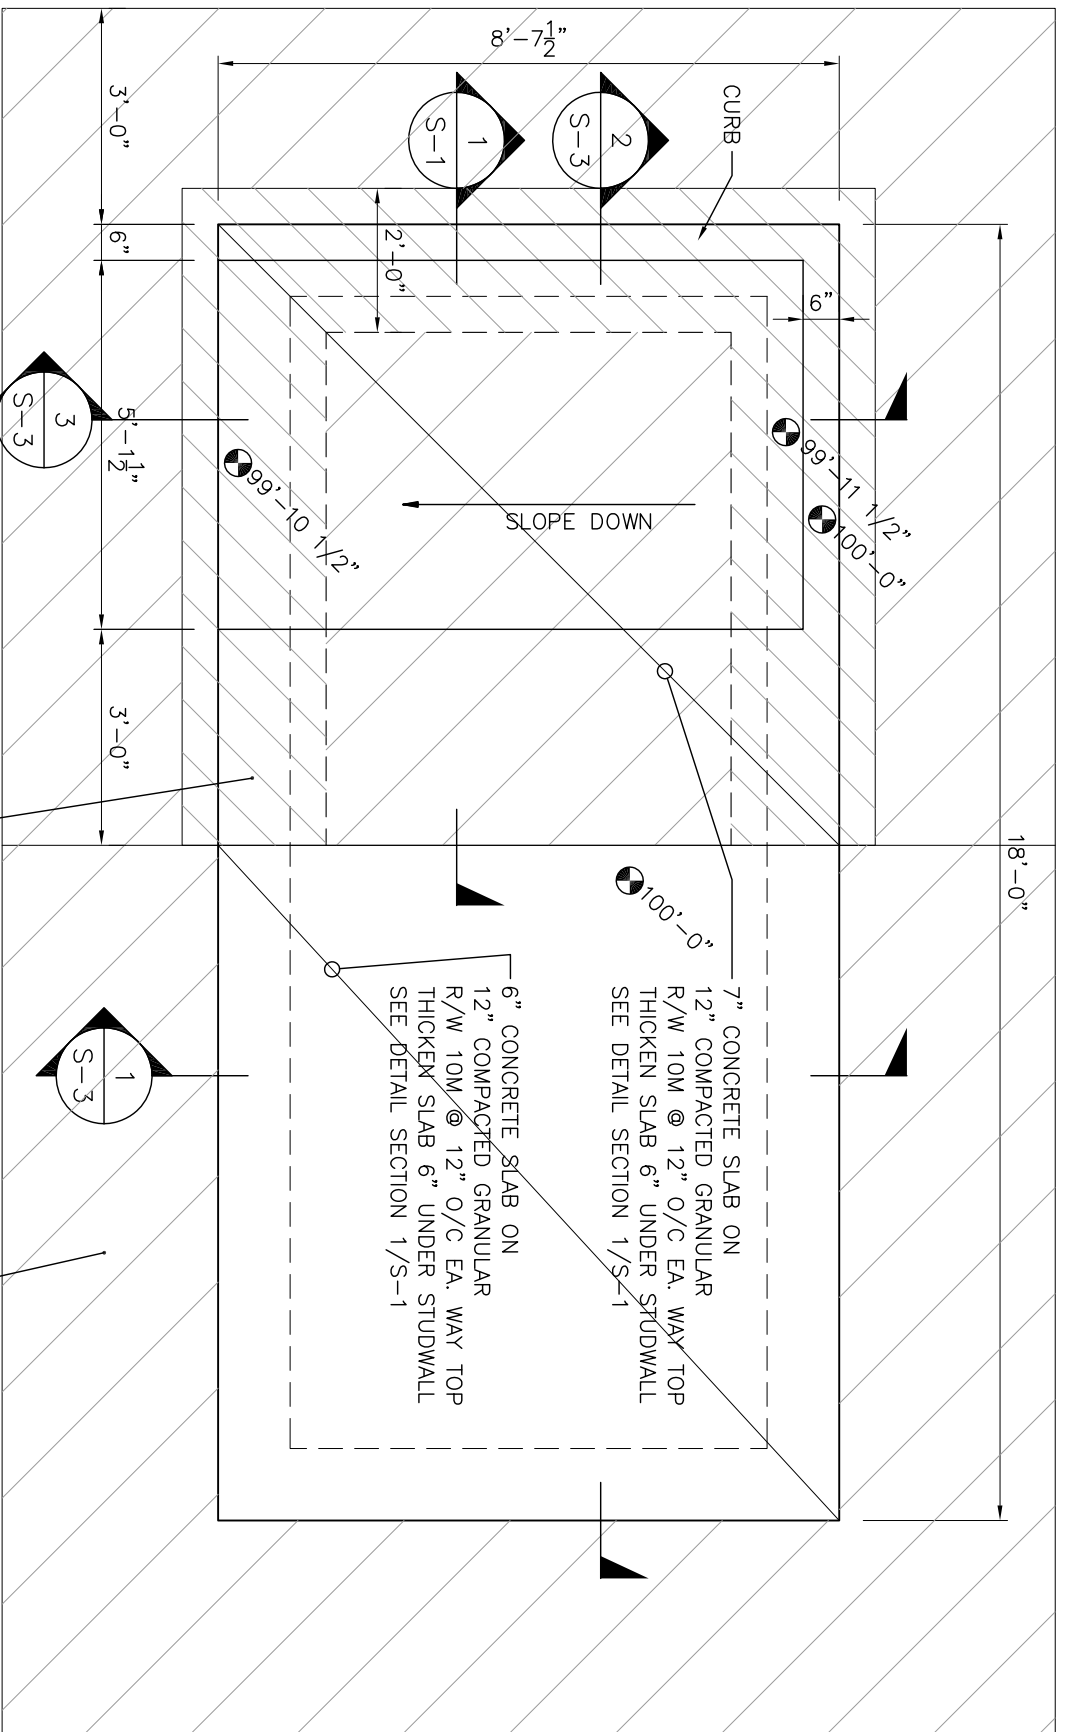 8'-7 1/2"
3'-0"
6"
5'-1 1/2"
3'-0"
18'-0"
2'-0"
6"
CURB
1
S-1
2
S-3
3
S-3
1
S-3
SLOPE DOWN
99'-11 1/2"
100'-0"
99'-10 1/2"
100'-0"
7" CONCRETE SLAB ON
12" COMPACTED GRANULAR
R/W 10M @ 12" O/C EA. WAY TOP
THICKEN SLAB 6" UNDER STUDWALL
SEE DETAIL SECTION 1/S-1
6" CONCRETE SLAB ON
12" COMPACTED GRANULAR
R/W 10M @ 12" O/C EA. WAY TOP
THICKEN SLAB 6" UNDER STUDWALL
SEE DETAIL SECTION 1/S-1